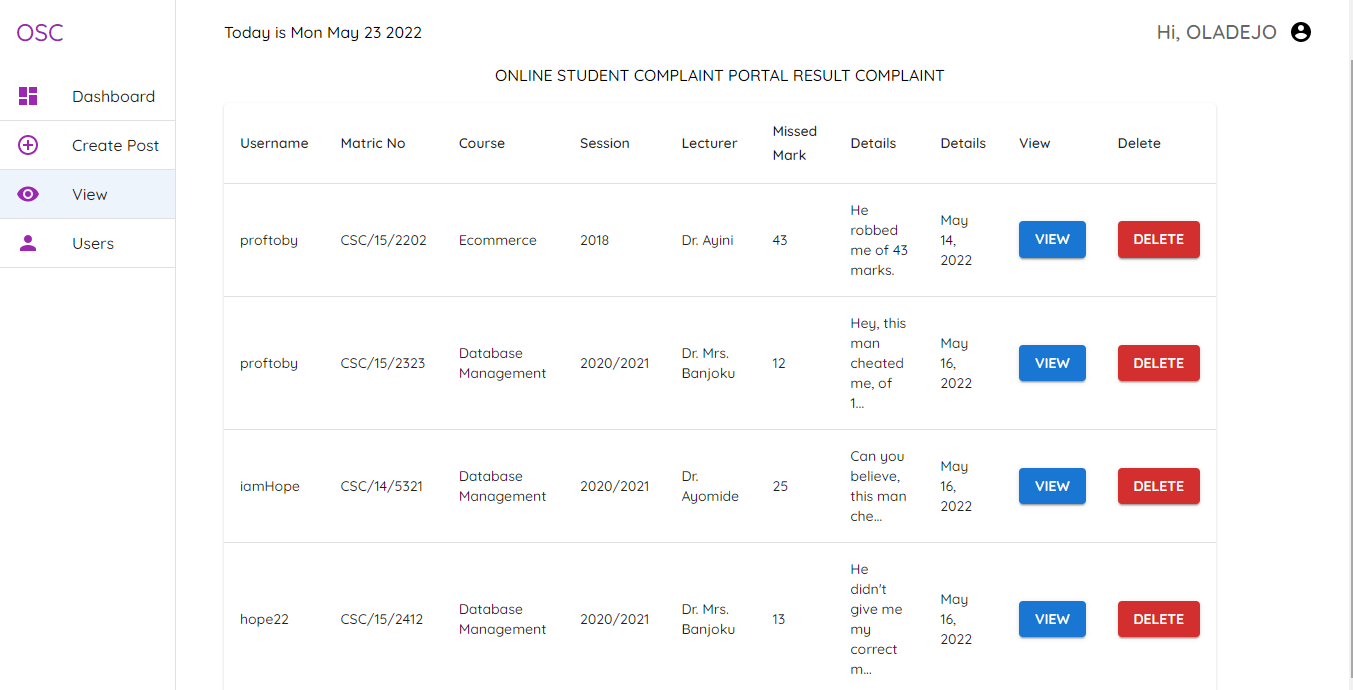 OSC
Today is Mon May 23 2022
Hi, OLADEJO
Dashboard
Create Post
View
Users
ONLINE STUDENT COMPLAINT PORTAL RESULT COMPLAINT
Username Matric No Course Session Lecturer Missed Mark Details Details View Delete
proftoby CSC/15/2202 Ecommerce 2018 Dr. Ayini 43 He robbed me of 43 marks. May 14, 2022 VIEW DELETE
proftoby CSC/15/2323 Database Management 2020/2021 Dr. Mrs. Banjoku 12 Hey, this man cheated me, of 1... May 16, 2022 VIEW DELETE
iamHope CSC/14/5321 Database Management 2020/2021 Dr. Ayomide 25 Can you believe, this man che... May 16, 2022 VIEW DELETE
hope22 CSC/15/2412 Database Management 2020/2021 Dr. Mrs. Banjoku 13 He didn't give me my correct m... May 16, 2022 VIEW DELETE